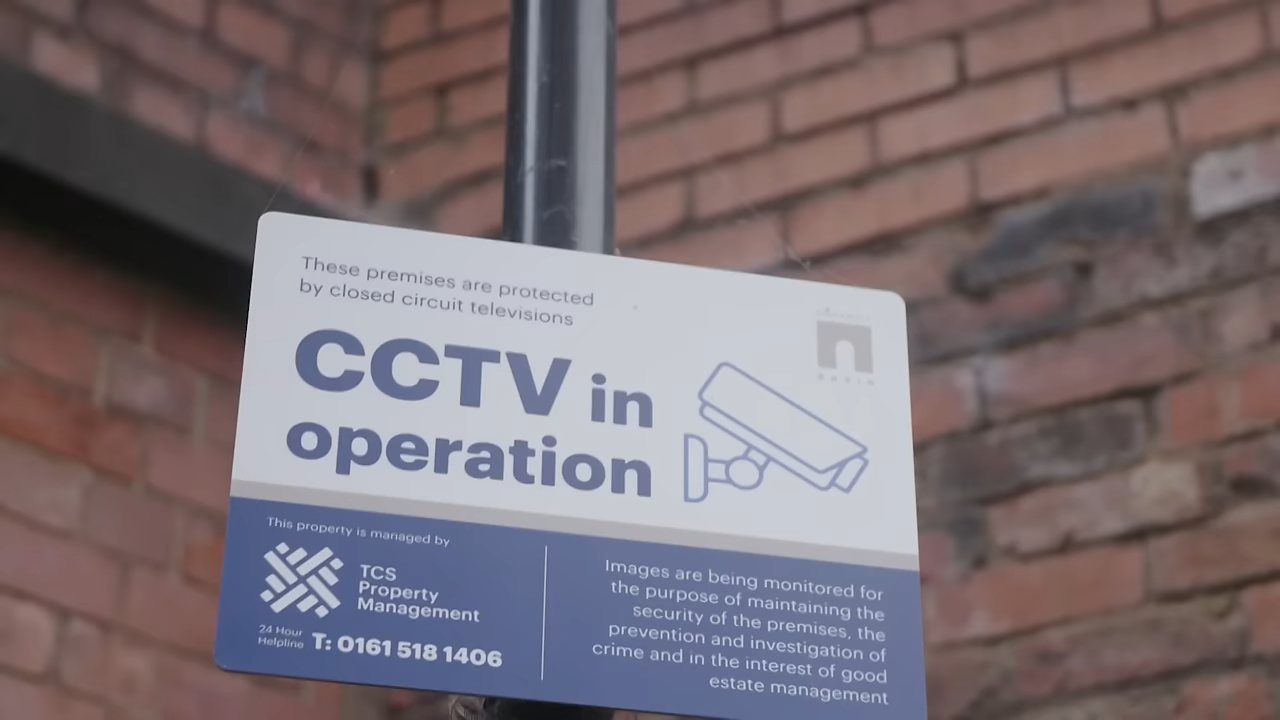 These premises are protected
by closed circuit televisions
CCTV in
operation
This property is managed by
TCS
Property
Management
24 Hour
Helpline
T: 0161 518 1406
Images are being monitored for
the purpose of maintaining the
security of the premises, the
prevention and investigation of
crime and in the interest of good
estate management